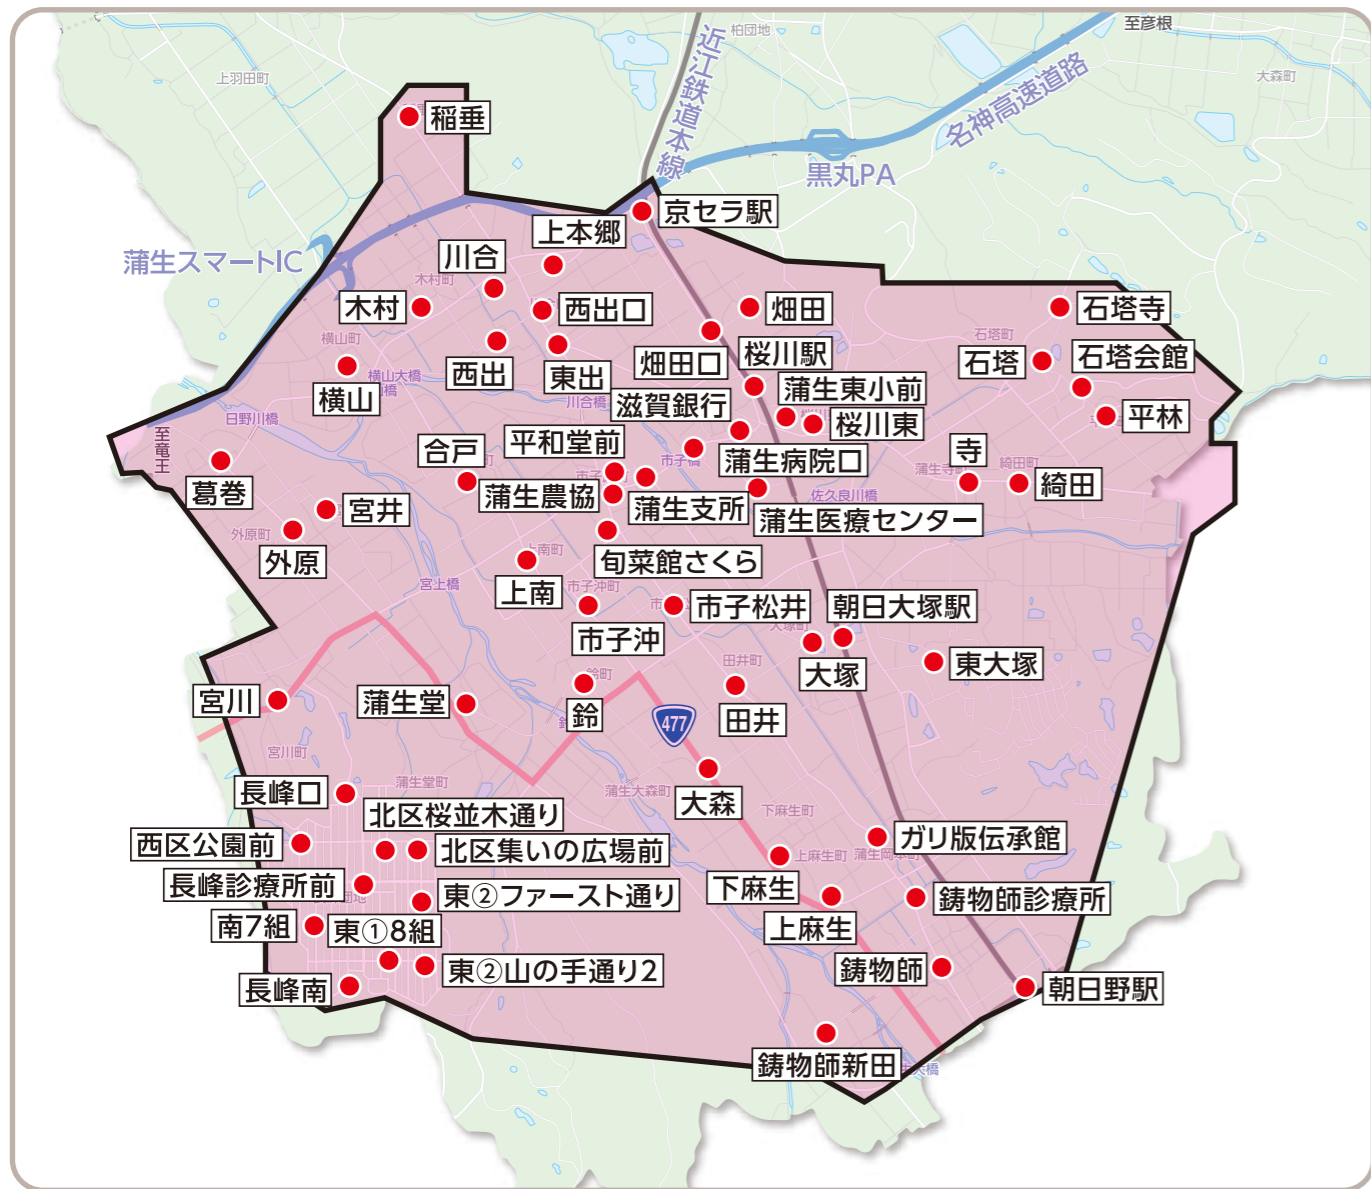 至彦根
柏団地
大森町
上羽田町
近江鉄道本線
名神高速道路
黒丸PA
稲垂
京セラ駅
上本郷
川合
蒲生スマートIC
木村町
木村
西出口
畑田
石塔寺
横山町
石塔町
畑田口
桜川駅
石塔
石塔会館
西出
東出
横山大橋
横山
川合橋
滋賀銀行
蒲生東小前
日野川橋
桜川東
平林
至竜王
合戸
平和堂前
市子橋
蒲生病院口
寺
蒲生寺町
綺田町
綺田
葛巻
蒲生農協
蒲生支所
佐久良川橋
蒲生医療センター
宮井
外原町
外原
旬菜館さくら
上南町
上南
宮上橋
市子沖町
市子松井
朝日大塚駅
市子沖
大塚町
大塚
東大塚
田井町
鈴町
宮川
蒲生堂
鈴
田井
477
宮川町
蒲生堂町
蒲生大森町
大森
長峰口
下麻生町
北区桜並木通り
ガリ版伝承館
西区公園前
北区集いの広場前
上麻生町
蒲生岡本町
長峰診療所前
下麻生
東②ファースト通り
鋳物師診療所
南7組
東①8組
上麻生
東②山の手通り2
鋳物師
長峰南
朝日野駅
鋳物師新田